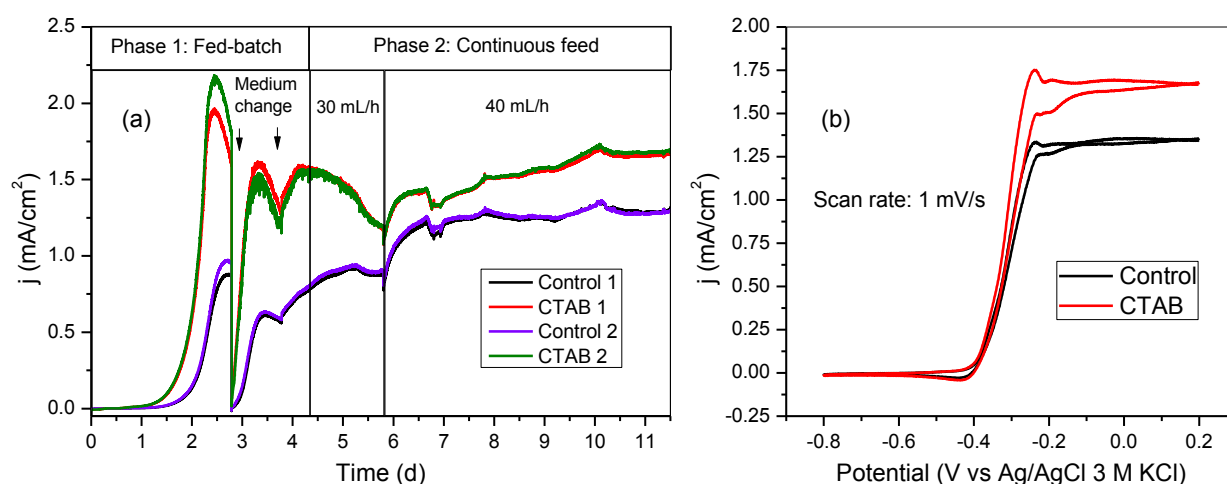 Phase 1: Fed-batch
Phase 2: Continuous feed
(a)
Medium
change
30 mL/h
40 mL/h
Control 1
CTAB 1
Control 2
CTAB 2
j (mA/cm²)
2.5
2.0
1.5
1.0
0.5
0.0
0 1 2 3 4 5 6 7 8 9 10 11
Time (d)
(b)
Scan rate: 1 mV/s
Control
CTAB
j (mA/cm²)
2.00
1.75
1.50
1.25
1.00
0.75
0.50
0.25
0.00
-0.25
-0.8 -0.6 -0.4 -0.2 0.0 0.2
Potential (V vs Ag/AgCl 3 M KCl)